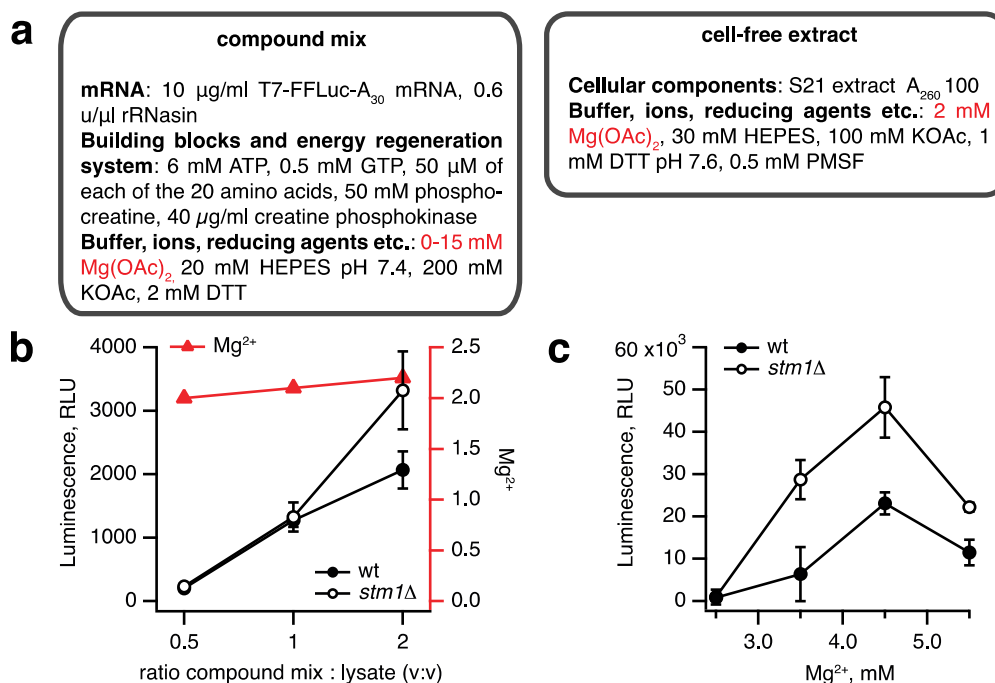 a
compound mix
mRNA: 10 µg/ml T7-FFLuc-A30 mRNA, 0.6
u/µl rRNasin
Building blocks and energy regeneration
system: 6 mM ATP, 0.5 mM GTP, 50 µM of
each of the 20 amino acids, 50 mM phospho-
creatine, 40 µg/ml creatine phosphokinase
Buffer, ions, reducing agents etc.: 0-15 mM
Mg(OAc)2, 20 mM HEPES pH 7.4, 200 mM
KOAc, 2 mM DTT
cell-free extract
Cellular components: S21 extract A260 100
Buffer, ions, reducing agents etc.: 2 mM
Mg(OAc)2, 30 mM HEPES, 100 mM KOAc, 1
mM DTT pH 7.6, 0.5 mM PMSF
b
Mg2+
4000
3000
2000
1000
0
Luminescence, RLU
2.5
2.0
1.5
1.0
0.5
0.0
Mg2+
wt
stm1Δ
0.5 1 2
ratio compound mix : lysate (v:v)
c
60 x10³
50
40
30
20
10
0
Luminescence, RLU
wt
stm1Δ
3.0 4.0 5.0
Mg2+, mM